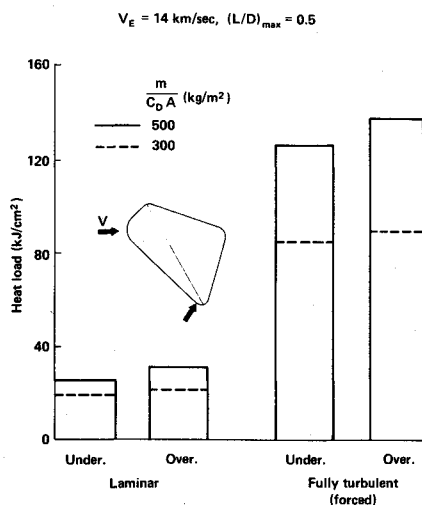 V_E = 14 km/sec, (L/D)_max = 0.5
160
120
80
40
0
Heat load (kJ/cm²)
m
C_D A
(kg/m²)
500
300
V
Under.
Over.
Under.
Over.
Laminar
Fully turbulent
(forced)